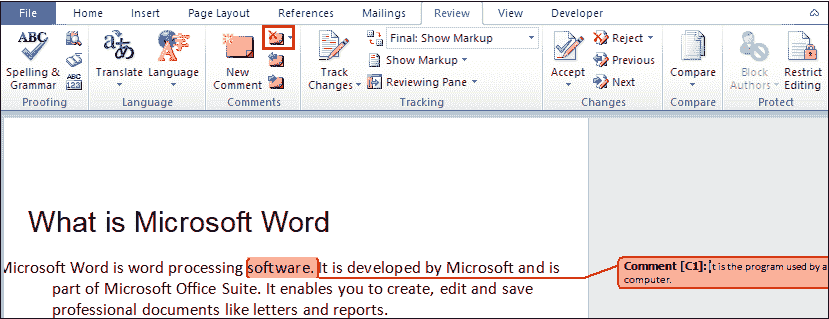 File Home Insert Page Layout References Mailings Review View Developer
ABC Final: Show Markup Reject
Show Markup Previous
ABC 123 Reviewing Pane Next
Spelling & Grammar Translate Language New Comment Track Changes Accept Compare Block Authors Restrict Editing
Proofing Language Comments Tracking Changes Compare Protect
What is Microsoft Word
Microsoft Word is word processing software. It is developed by Microsoft and is
part of Microsoft Office Suite. It enables you to create, edit and save
professional documents like letters and reports.
Comment [C1]: It is the program used by a
computer.